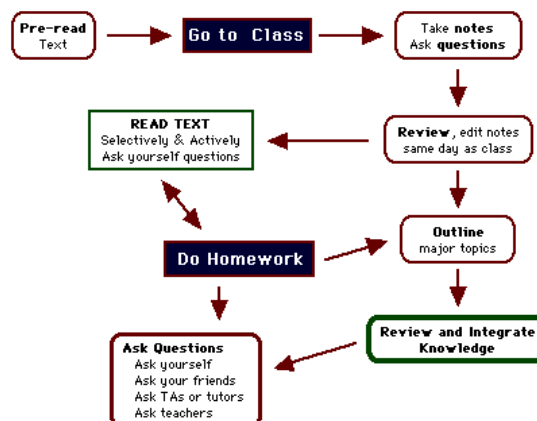 Pre-read
Text
Go to Class
Take notes
Ask questions
READ TEXT
Selectively & Actively
Ask yourself questions
Review, edit notes
same day as class
Do Homework
Outline
major topics
Review and Integrate
Knowledge
Ask Questions
Ask yourself
Ask your friends
Ask TAs or tutors
Ask teachers